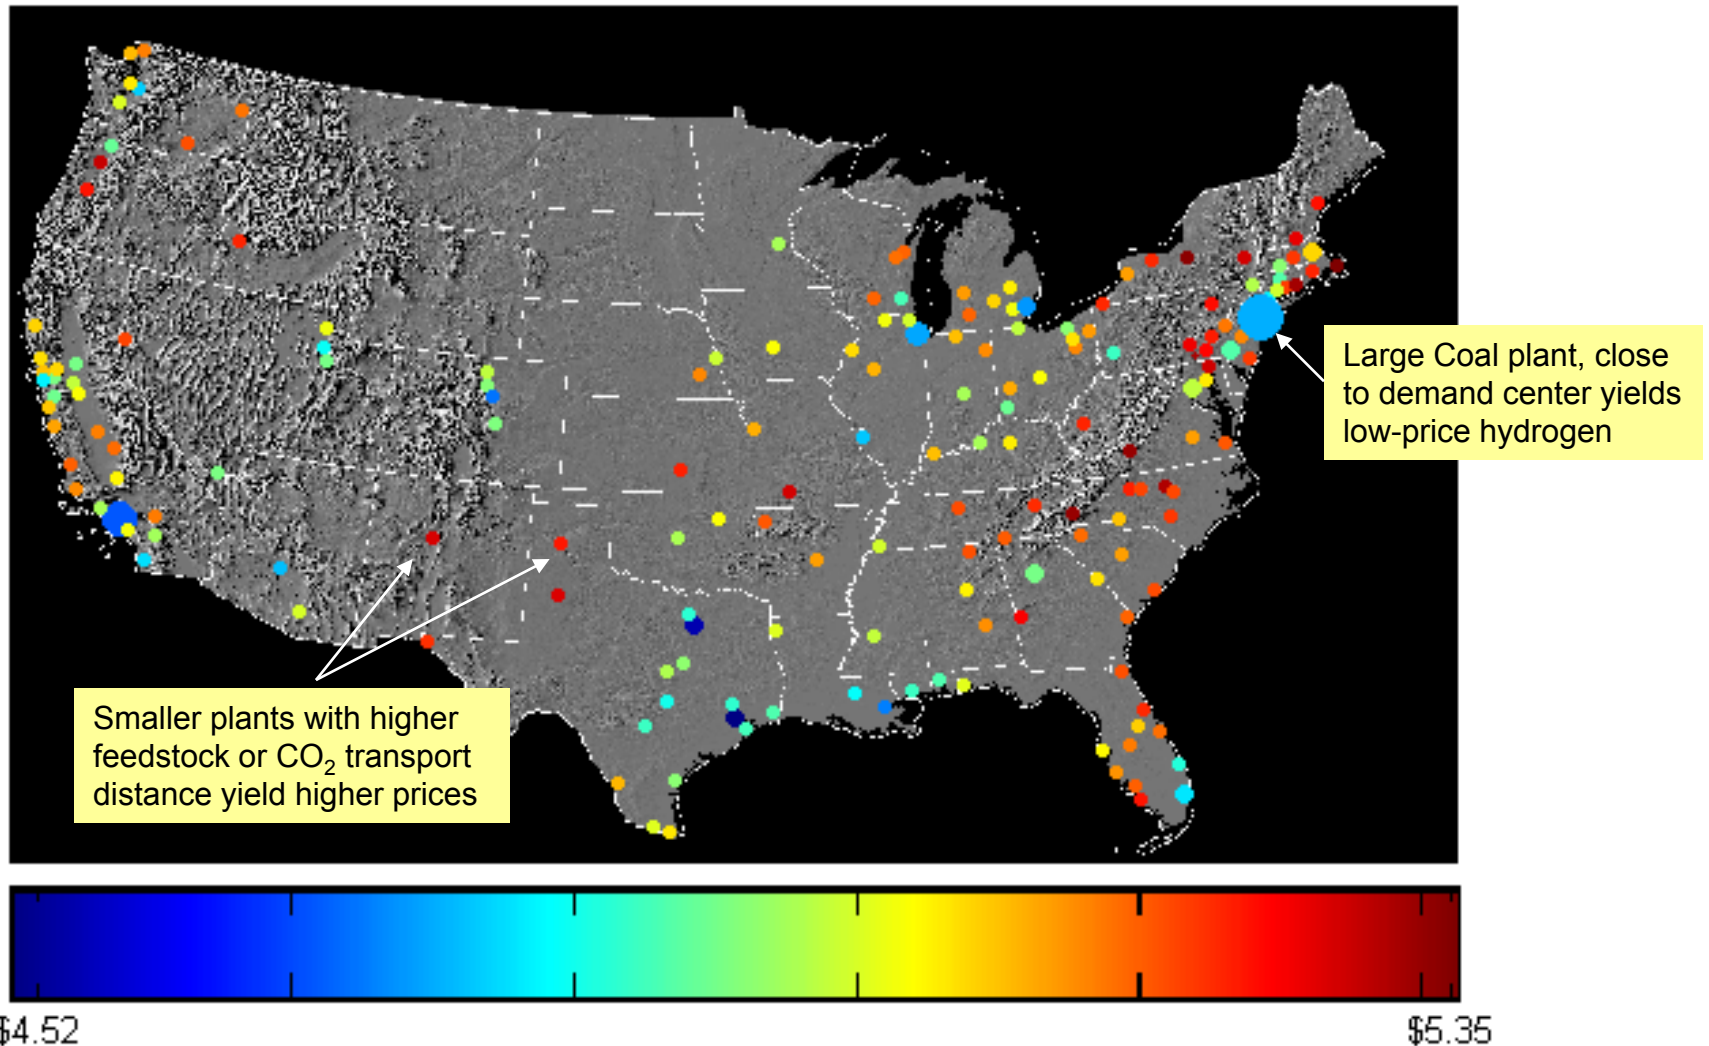 Large Coal plant, close
to demand center yields
low-price hydrogen
Smaller plants with higher
feedstock or CO₂ transport
distance yield higher prices
$4.52
$5.35